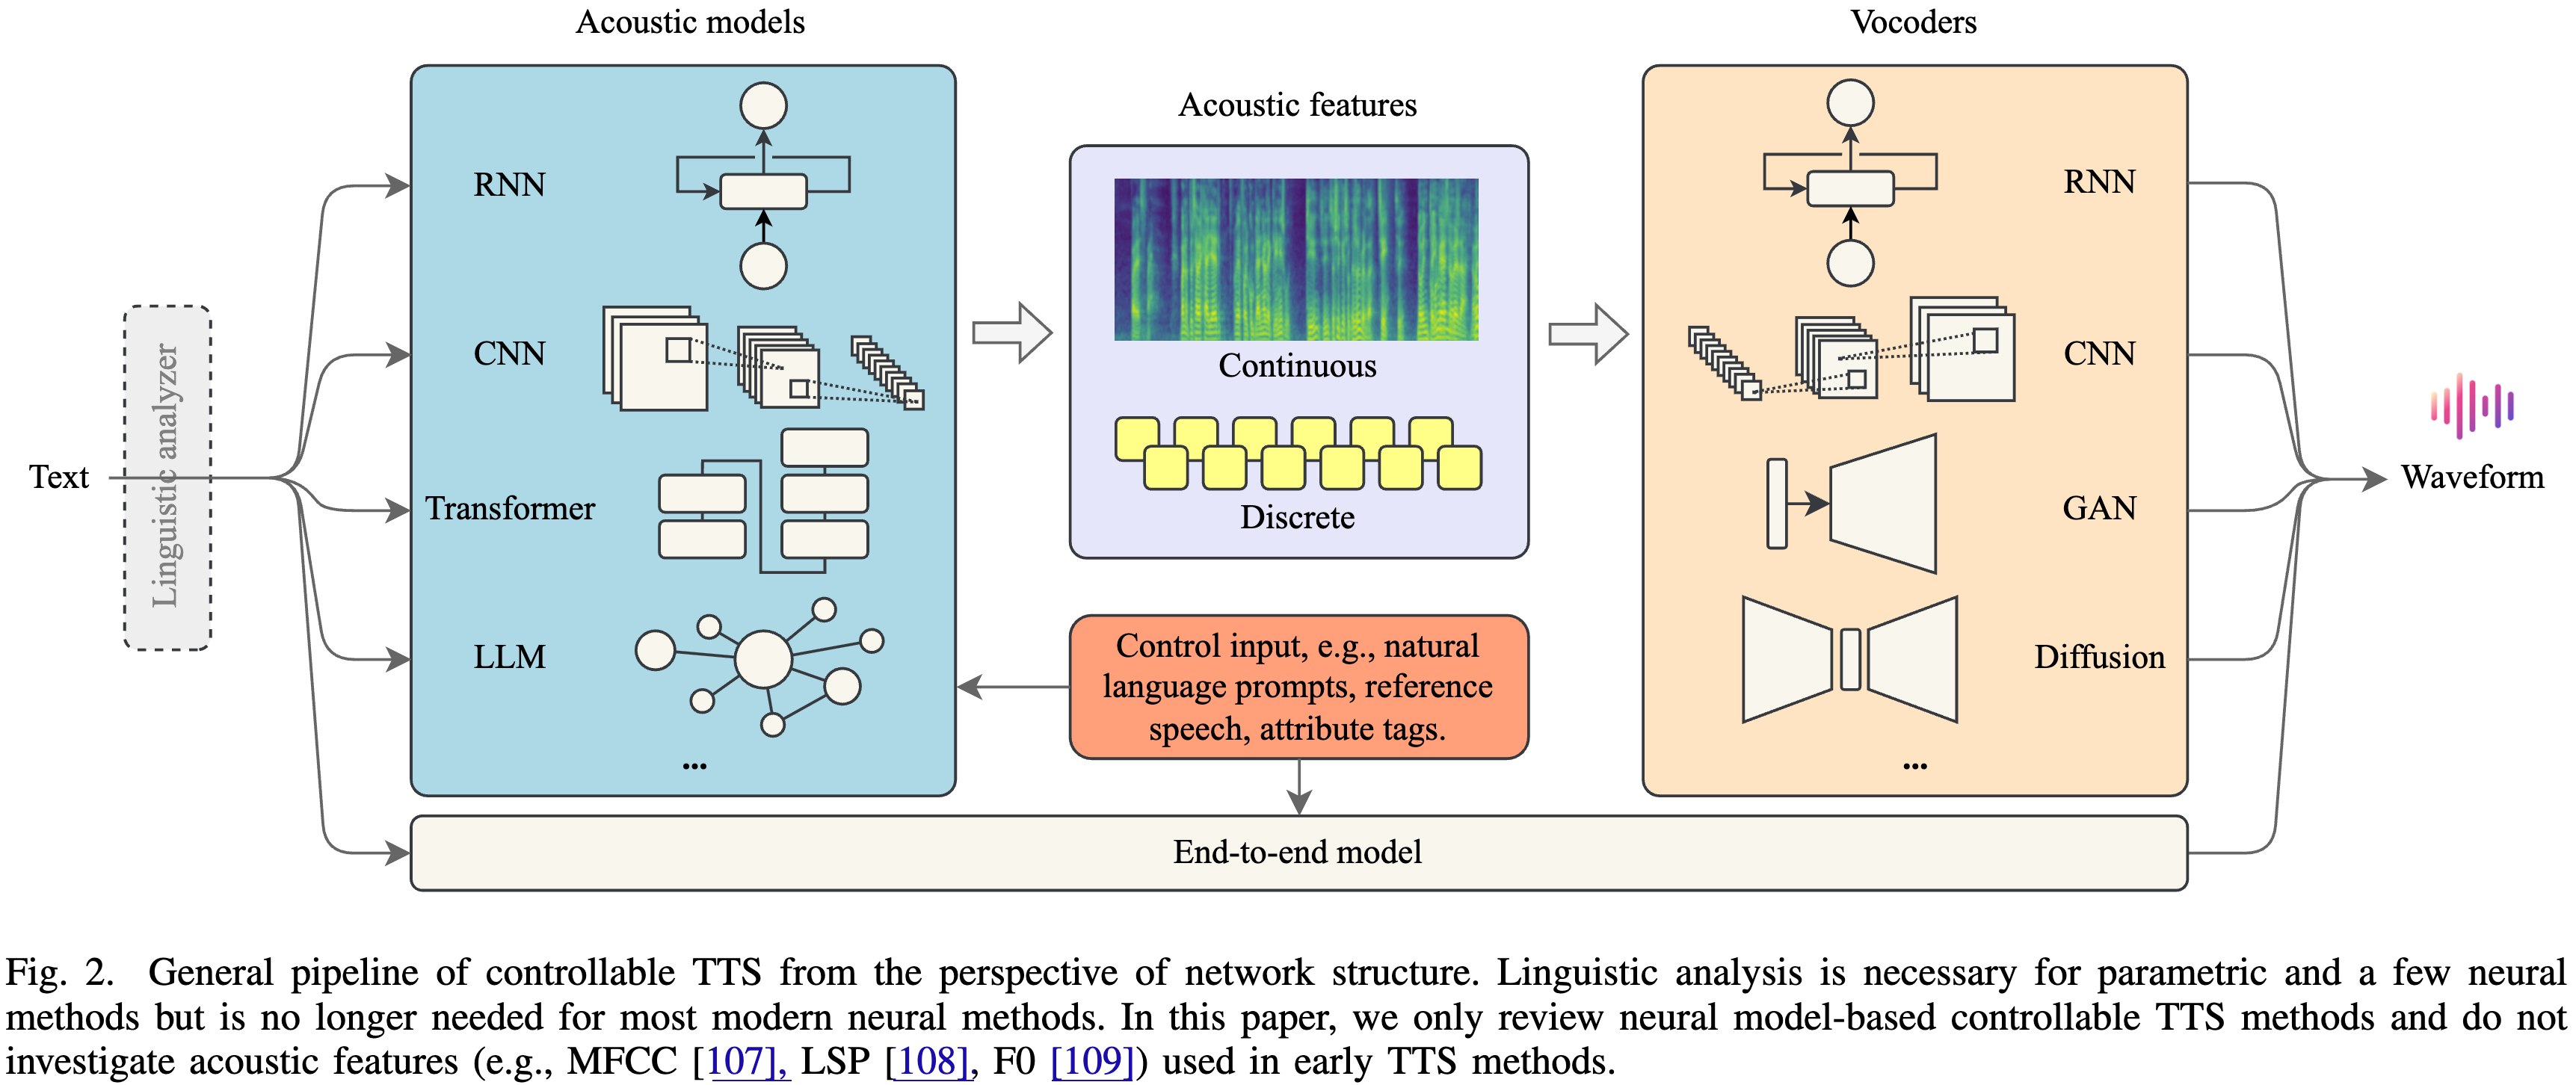 Acoustic models
Vocoders
Acoustic features
RNN
CNN
Transformer
LLM
...
Linguistic analyzer
Text
Continuous
Discrete
Control input, e.g., natural
language prompts, reference
speech, attribute tags.
RNN
CNN
GAN
Diffusion
...
Waveform
End-to-end model
Fig. 2. General pipeline of controllable TTS from the perspective of network structure. Linguistic analysis is necessary for parametric and a few neural
methods but is no longer needed for most modern neural methods. In this paper, we only review neural model-based controllable TTS methods and do not
investigate acoustic features (e.g., MFCC [107], LSP [108], F0 [109]) used in early TTS methods.